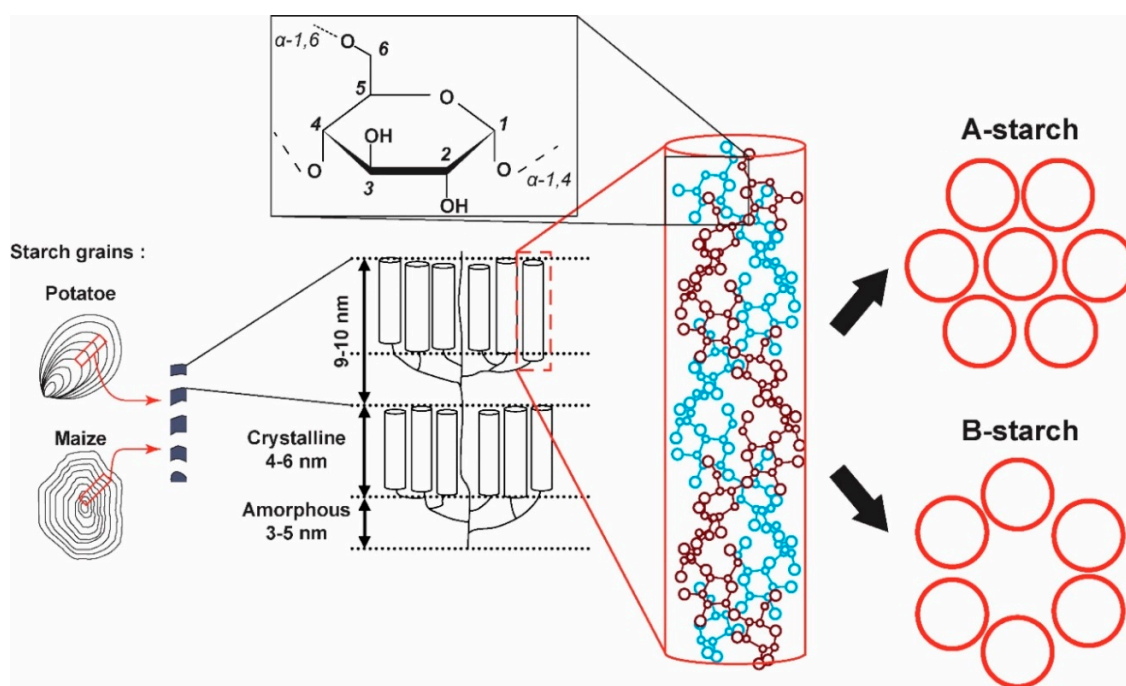 α-1,6
O
6
5
O
4
OH
1
2
O
3
O
α-1,4
OH
Starch grains :
Potatoe
Maize
9-10 nm
Crystalline
4-6 nm
Amorphous
3-5 nm
A-starch
B-starch